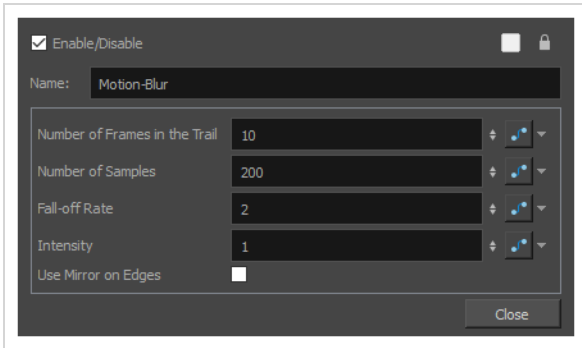 Enable/Disable
Name: Motion-Blur
Number of Frames in the Trail 10
Number of Samples 200
Fall-off Rate 2
Intensity 1
Use Mirror on Edges
Close